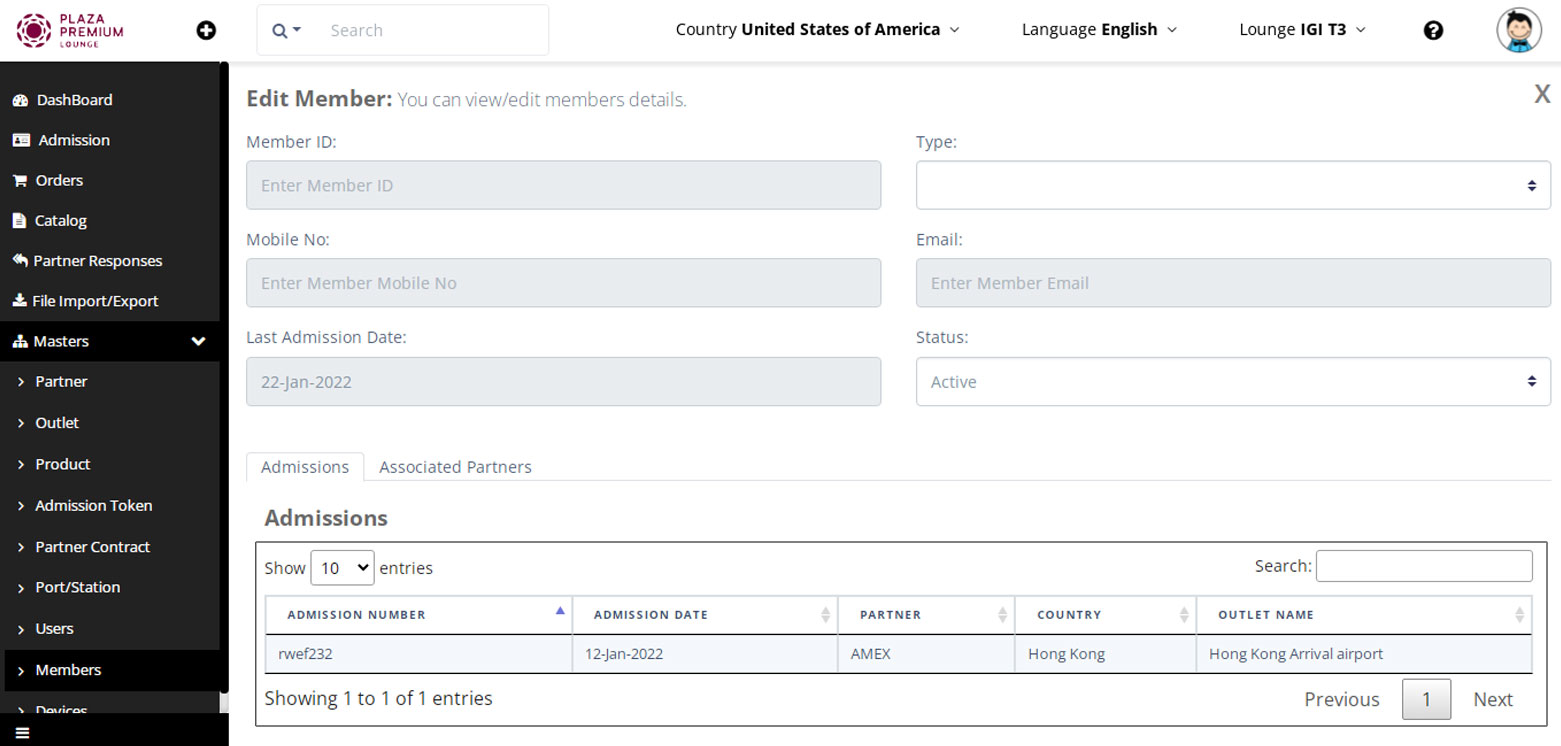 PLAZA
PREMIUM
LOUNGE
Search
Country United States of America
Language English
Lounge IGI T3
DashBoard
Admission
Orders
Catalog
Partner Responses
File Import/Export
Masters
Partner
Outlet
Product
Admission Token
Partner Contract
Port/Station
Users
Members
Devices
Edit Member: You can view/edit members details.
X
Member ID:
Enter Member ID
Type:
Mobile No:
Enter Member Mobile No
Email:
Enter Member Email
Last Admission Date:
22-Jan-2022
Status:
Active
Admissions
Associated Partners
Admissions
Show 10 entries
Search:
ADMISSION NUMBER ADMISSION DATE PARTNER COUNTRY OUTLET NAME
rwef232 12-Jan-2022 AMEX Hong Kong Hong Kong Arrival airport
Showing 1 to 1 of 1 entries
Previous 1 Next